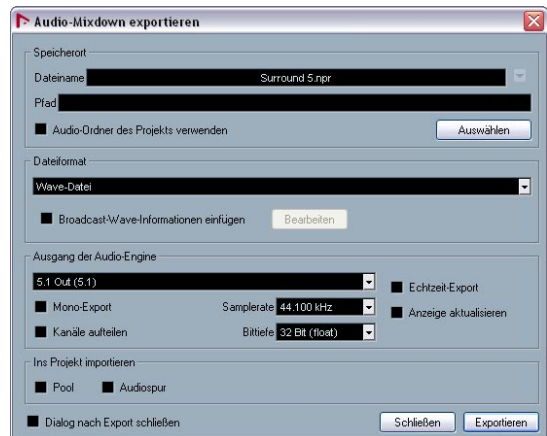 Audio-Mixdown exportieren
Speicherort
Dateiname Surround 5.npr
Pfad
Audio-Ordner des Projekts verwenden Auswählen
Dateiformat
Wave-Datei
Broadcast-Wave-Informationen einfügen Bearbeiten
Ausgang der Audio-Engine
5.1 Out (5.1) Echtzeit-Export
Mono-Export Samplerate 44.100 kHz Anzeige aktualisieren
Kanäle aufteilen Bittiefe 32 Bit (float)
Ins Projekt importieren
Pool Audiospur
Dialog nach Export schließen Schließen Exportieren